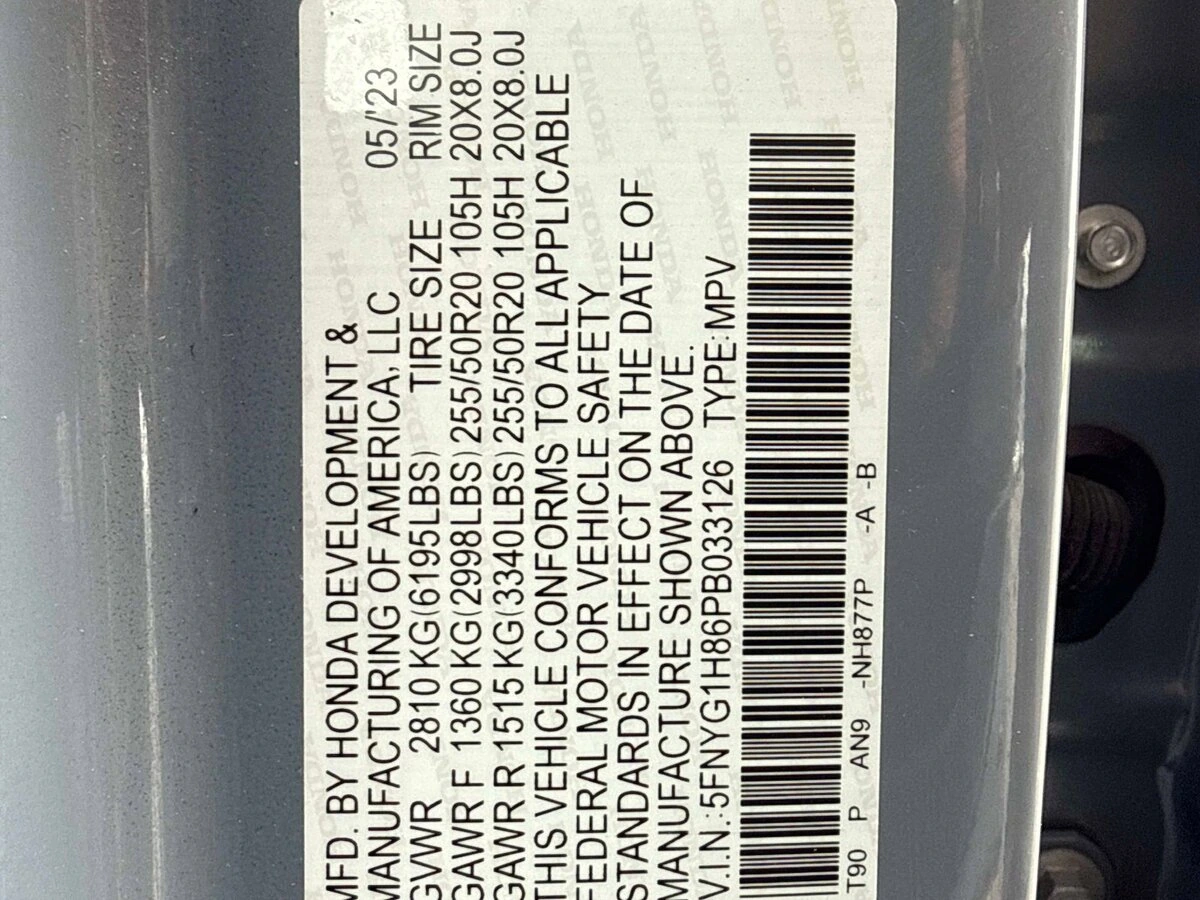 MFD. BY HONDA DEVELOPMENT &
MANUFACTURING OF AMERICA, LLC 05/'23
GVWR 2810 KG(6195LBS) TIRE SIZE RIM SIZE
GAWR F 1360 KG(2998LBS) 255/50R20 105H 20X8.0J
GAWR R 1515 KG(3340LBS) 255/50R20 105H 20X8.0J
THIS VEHICLE CONFORMS TO ALL APPLICABLE
FEDERAL MOTOR VEHICLE SAFETY
STANDARDS IN EFFECT ON THE DATE OF
MANUFACTURE SHOWN ABOVE.
V.I.N.:5FNYG1H86PB033126 TYPE:MPV
T90 P AN9 -NH877P -A -B